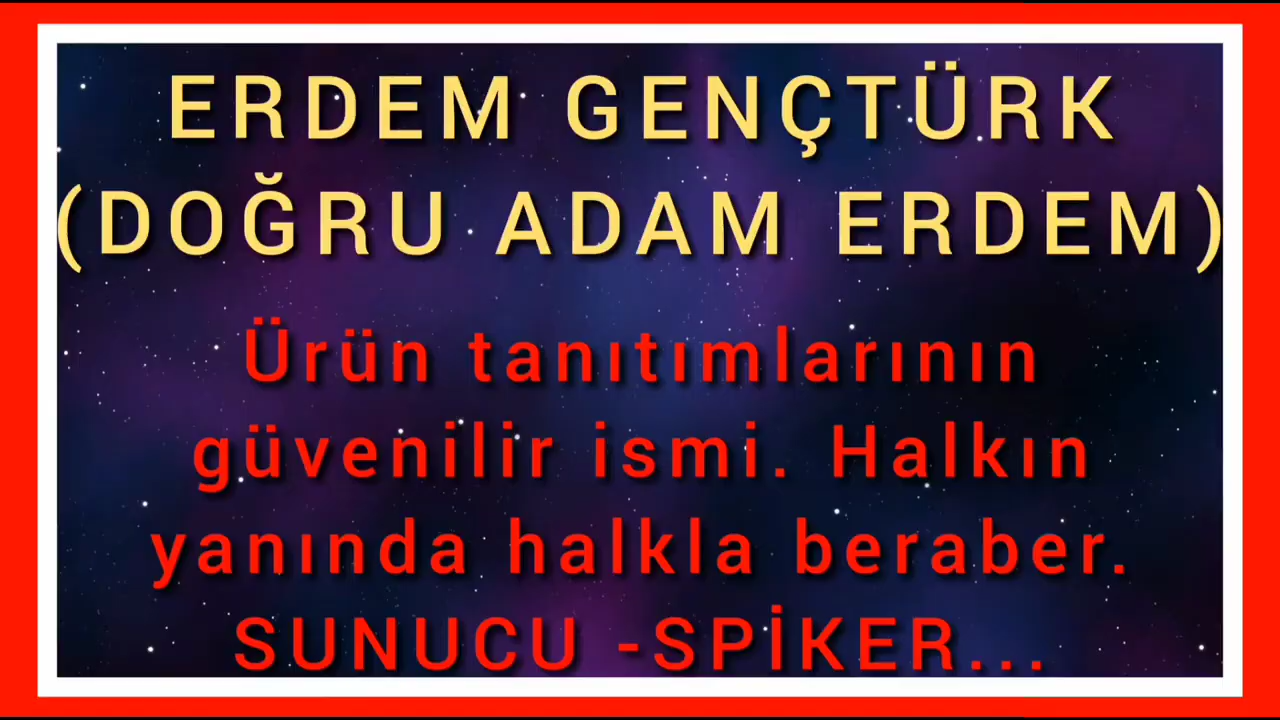 ERDEM GENÇTÜRK
(DOĞRU ADAM ERDEM)
Ürün tanıtımlarının
güvenilir ismi. Halkın
yanında halkla beraber.
SUNUCU -SPİKER...